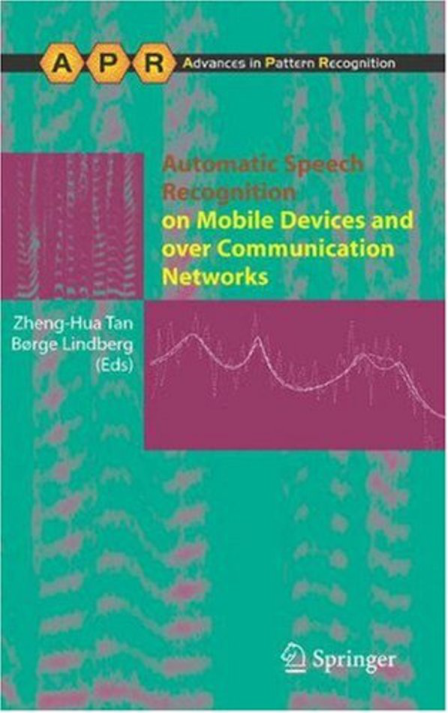 APR Advances in Pattern Recognition
Automatic Speech
Recognition
on Mobile Devices and
over Communication
Networks
Zheng-Hua Tan
Børge Lindberg
(Eds)
Springer